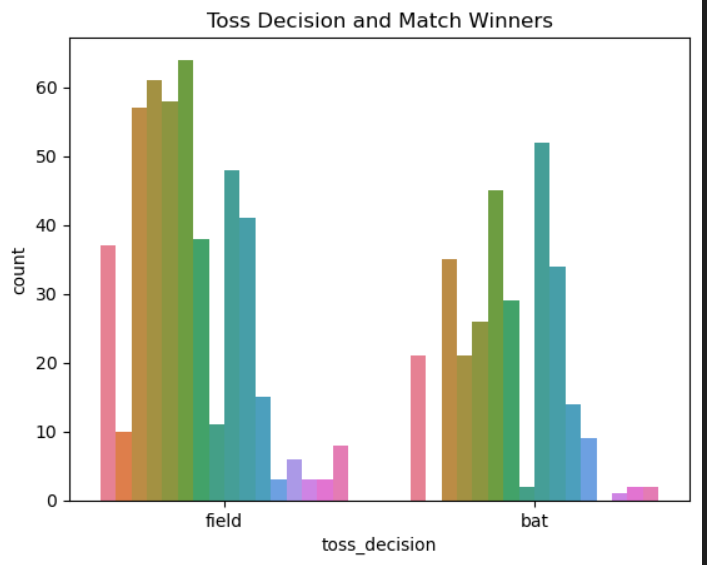 Toss Decision and Match Winners
60
50
40
30
20
10
0
count
field
bat
toss_decision